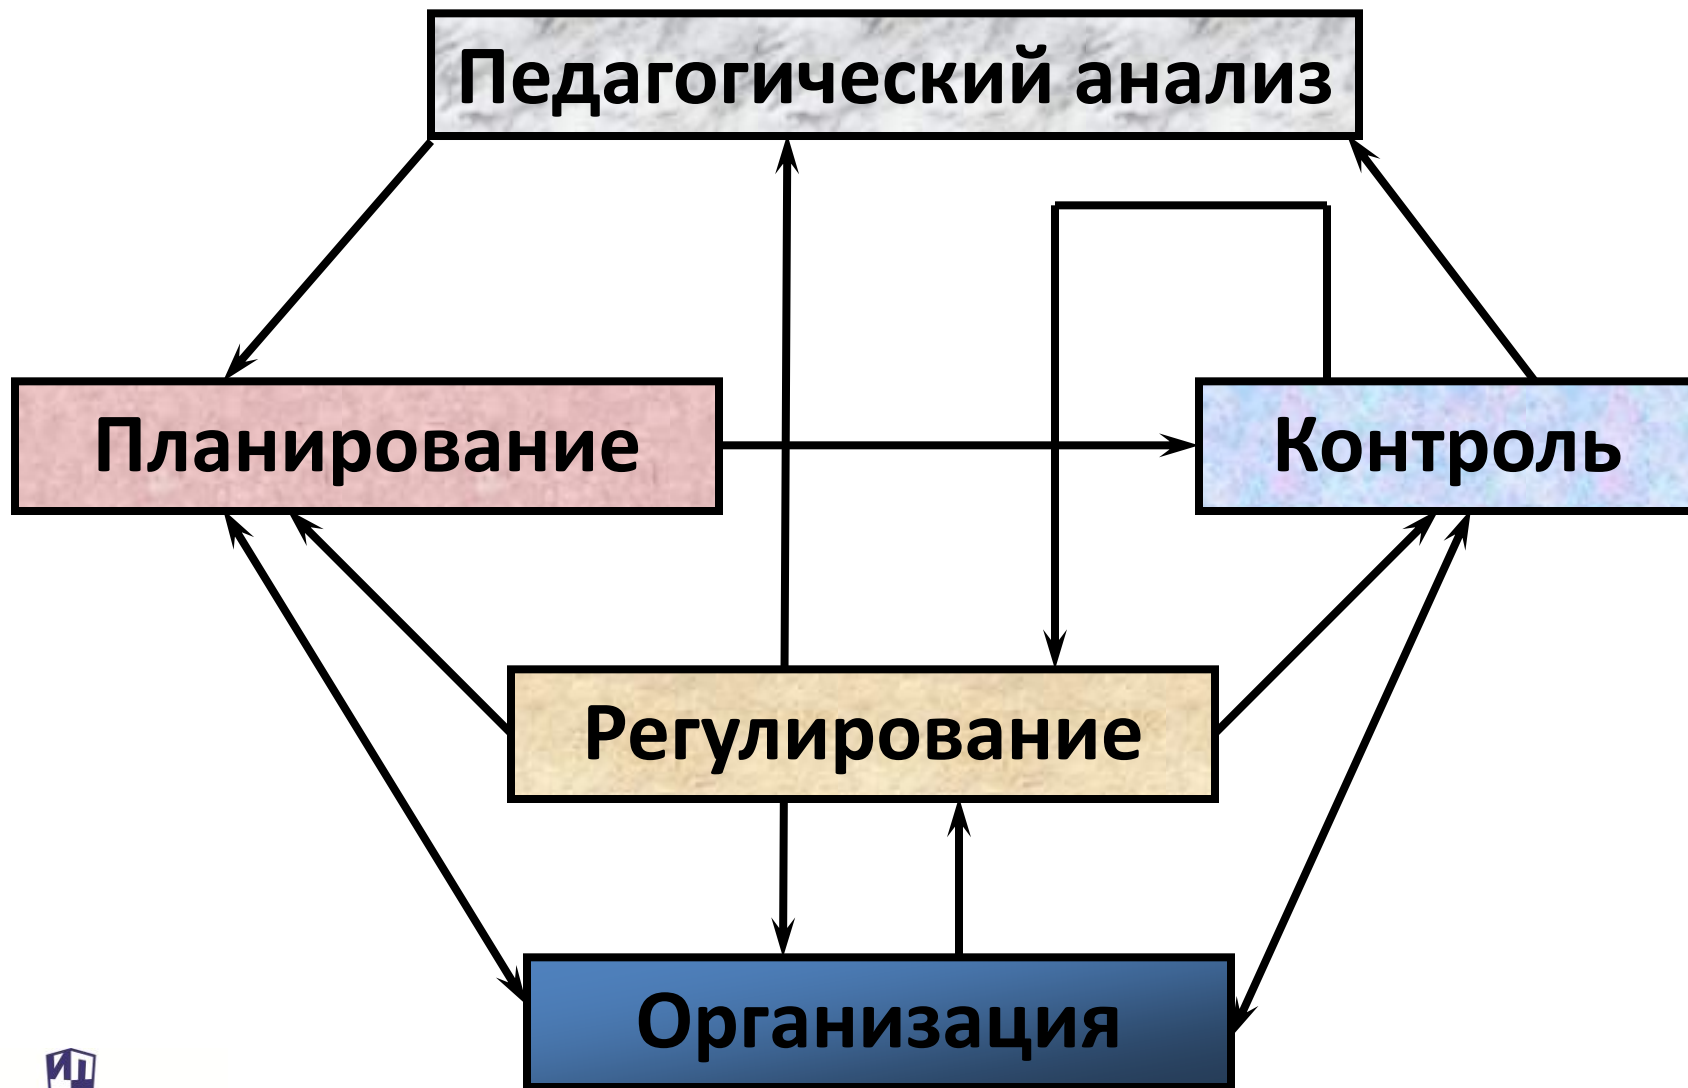 Педагогический анализ
Планирование
Контроль
Регулирование
Организация